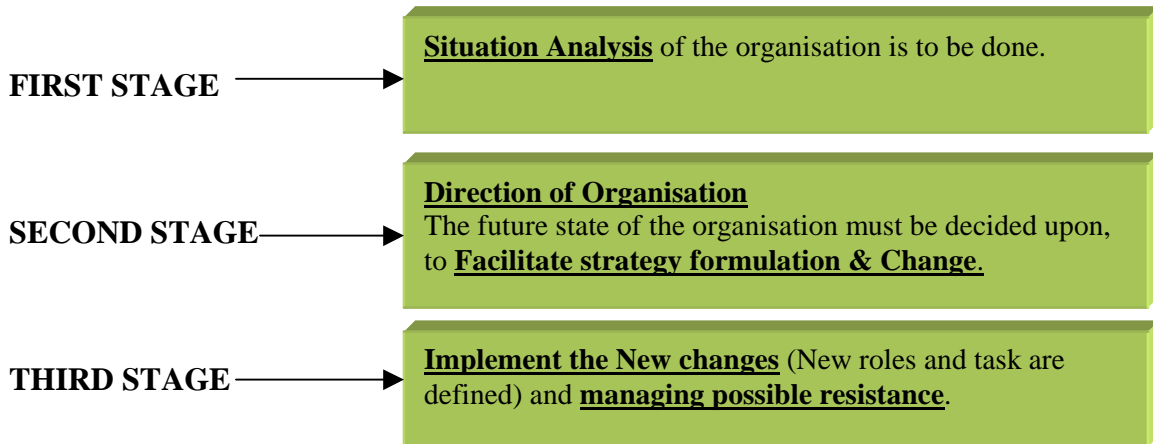 Situation Analysis of the organisation is to be done.
FIRST STAGE
Direction of Organisation
The future state of the organisation must be decided upon,
SECOND STAGE
to Facilitate strategy formulation & Change.
Implement the New changes (New roles and task are
THIRD STAGE
defined) and managing possible resistance.